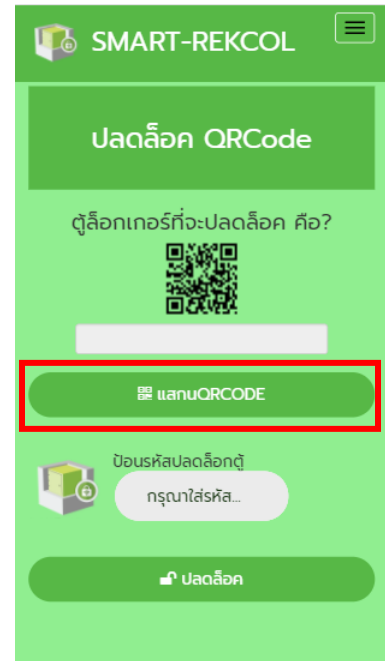 SMART-REKCOL
ปลดล็อค QRCode
ตู้ล็อกเกอร์ที่จะปลดล็อค คือ?
แสกนQRCODE
ป้อนรหัสปลดล็อกตู้
กรุณาใส่รหัส...
ปลดล็อค